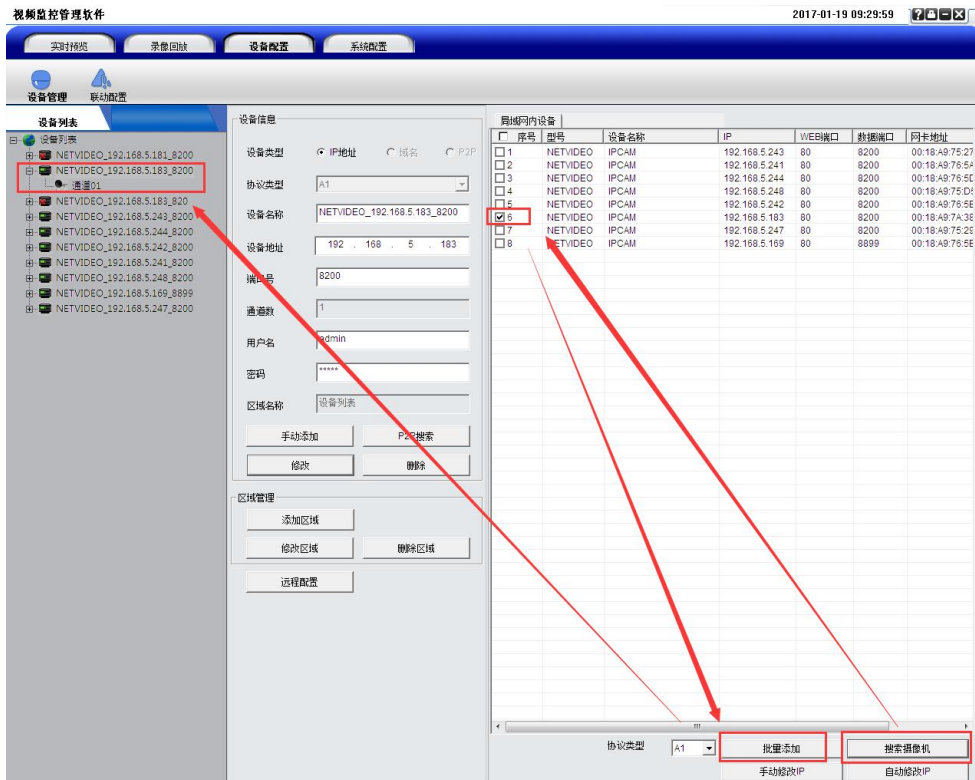 视频监控管理软件 2017-01-19 09:29:59
实时预览 录像回放 设备配置 系统配置
设备管理 联动配置
设备列表
设备列表
NETVIDEO_192.168.5.181_8200
NETVIDEO_192.168.5.183_8200
通道01
NETVIDEO_192.168.5.183_820
NETVIDEO_192.168.5.243_8200
NETVIDEO_192.168.5.244_8200
NETVIDEO_192.168.5.242_8200
NETVIDEO_192.168.5.241_8200
NETVIDEO_192.168.5.248_8200
NETVIDEO_192.168.5.169_8899
NETVIDEO_192.168.5.247_8200
设备信息
设备类型 IP地址 域名 P2P
协议类型 A1
设备名称 NETVIDEO_192.168.5.183_8200
设备地址 192 . 168 . 5 . 183
端口号 8200
通道数 1
用户名 admin
密码 *****
区域名称 设备列表
手动添加 P2P搜索
修改 删除
区域管理
添加区域
修改区域 删除区域
远程配置
局域网内设备
序号 型号 设备名称 IP WEB端口 数据端口 网卡地址
1 NETVIDEO IPCAM 192.168.5.243 80 8200 00:18:A9:75:27
2 NETVIDEO IPCAM 192.168.5.241 80 8200 00:18:A9:76:5A
3 NETVIDEO IPCAM 192.168.5.244 80 8200 00:18:A9:76:5D
4 NETVIDEO IPCAM 192.168.5.248 80 8200 00:18:A9:75:D5
5 NETVIDEO IPCAM 192.168.5.242 80 8200 00:18:A9:76:5E
6 NETVIDEO IPCAM 192.168.5.183 80 8200 00:18:A9:7A:38
7 NETVIDEO IPCAM 192.168.5.247 80 8200 00:18:A9:75:29
8 NETVIDEO IPCAM 192.168.5.169 80 8899 00:18:A9:76:5B
协议类型 A1 批量添加 搜索摄像机
手动修改IP 自动修改IP